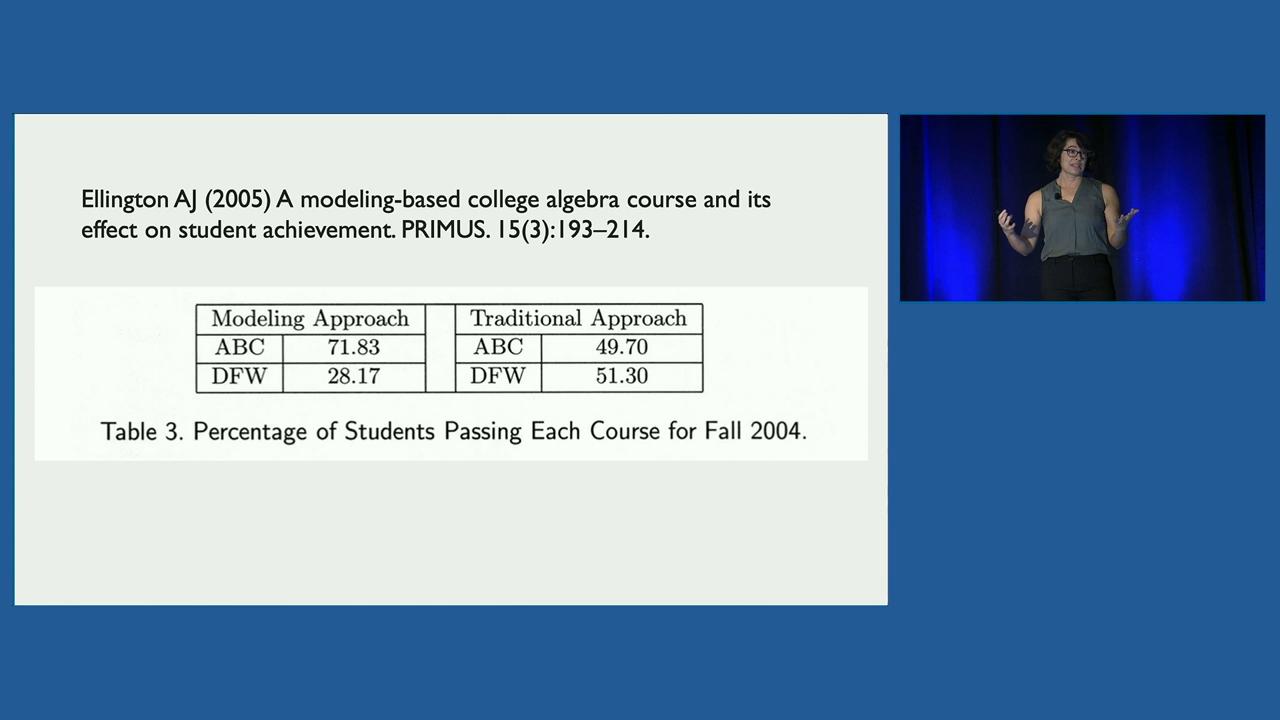 Ellington AJ (2005) A modeling-based college algebra course and its
effect on student achievement. PRIMUS. 15(3):193–214.
Modeling Approach Traditional Approach
ABC 71.83 ABC 49.70
DFW 28.17 DFW 51.30
Table 3. Percentage of Students Passing Each Course for Fall 2004.